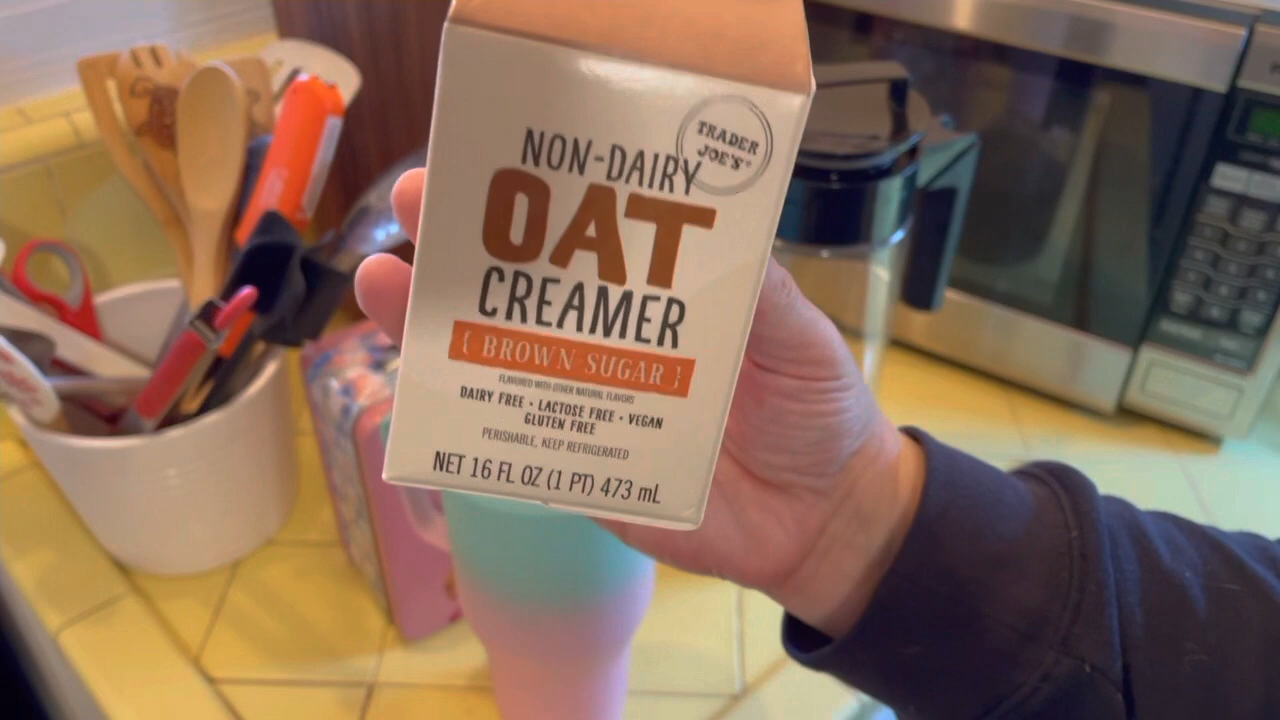 TRADER
JOE'S
NON-DAIRY
OAT
CREAMER
{ BROWN SUGAR }
FLAVORED WITH OTHER NATURAL FLAVORS
DAIRY FREE • LACTOSE FREE • VEGAN
GLUTEN FREE
PERISHABLE, KEEP REFRIGERATED
NET 16 FL OZ (1 PT) 473 mL